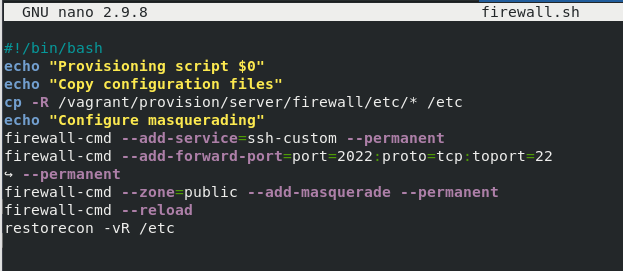 GNU nano 2.9.8 firewall.sh
#!/bin/bash
echo "Provisioning script $0"
echo "Copy configuration files"
cp -R /vagrant/provision/server/firewall/etc/* /etc
echo "Configure masquerading"
firewall-cmd --add-service=ssh-custom --permanent
firewall-cmd --add-forward-port=port=2022:proto=tcp:toport=22
↪ --permanent
firewall-cmd --zone=public --add-masquerade --permanent
firewall-cmd --reload
restorecon -vR /etc